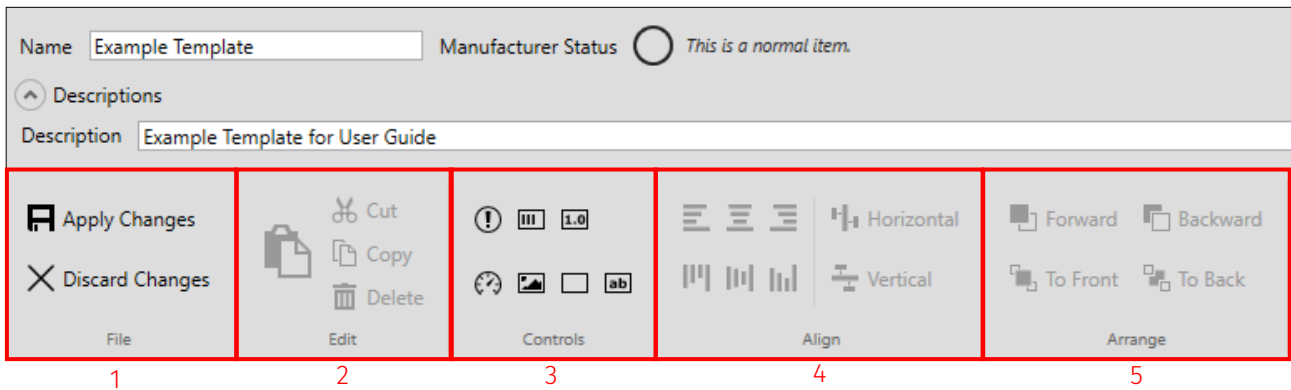 Name Example Template Manufacturer Status This is a normal item.
Descriptions
Description Example Template for User Guide
Apply Changes
Discard Changes
File
Cut
Copy
Delete
Edit
1.0
ab
Controls
Horizontal
Vertical
Align
Forward Backward
To Front To Back
Arrange
1 2 3 4 5